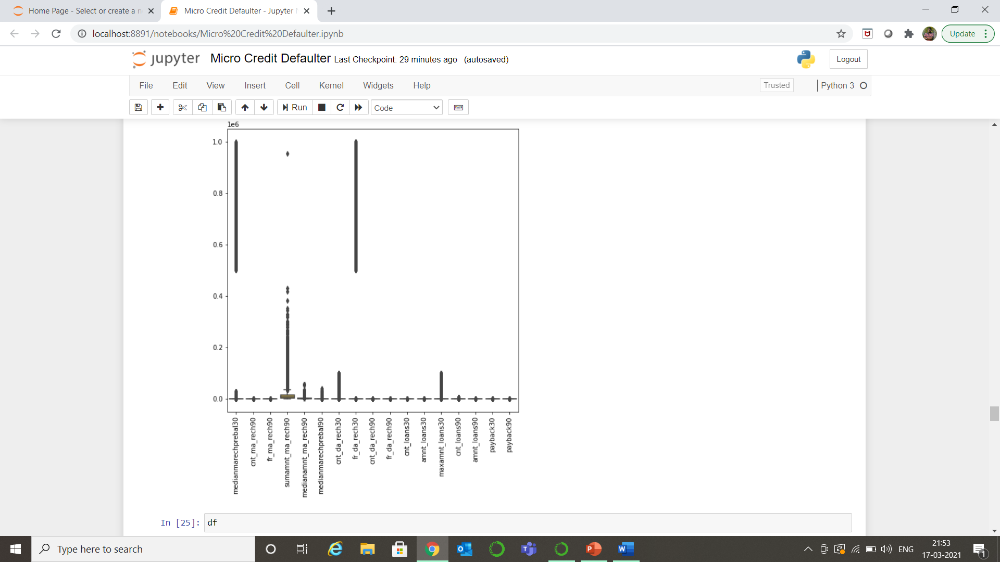 Home Page - Select or create a n
Micro Credit Defaulter - Jupyter
localhost:8891/notebooks/Micro%20Credit%20Defaulter.ipynb
Update
jupyter Micro Credit Defaulter Last Checkpoint: 29 minutes ago (autosaved)
Logout
File Edit View Insert Cell Kernel Widgets Help
Trusted
Python 3
Run
Code
1e6
1.0
0.8
0.6
0.4
0.2
0.0
medianmarechprebal30
cnt_ma_rech90
fr_ma_rech90
sumamnt_ma_rech90
medianamnt_ma_rech90
medianmarechprebal90
cnt_da_rech30
fr_da_rech30
cnt_da_rech90
fr_da_rech90
cnt_loans30
amnt_loans30
maxamnt_loans30
cnt_loans90
amnt_loans90
payback30
payback90
In [25]: df
Type here to search
ENG
21:53
17-03-2021
1